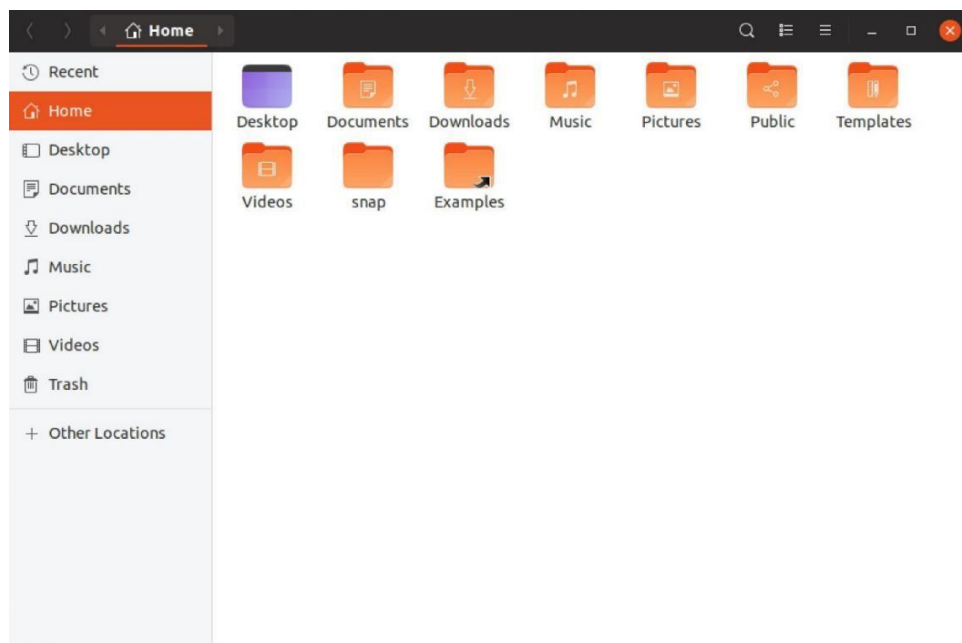 Home
Recent
Home
Desktop
Documents
Downloads
Music
Pictures
Videos
Trash
Other Locations
Desktop Documents Downloads Music Pictures Public Templates
Videos snap Examples